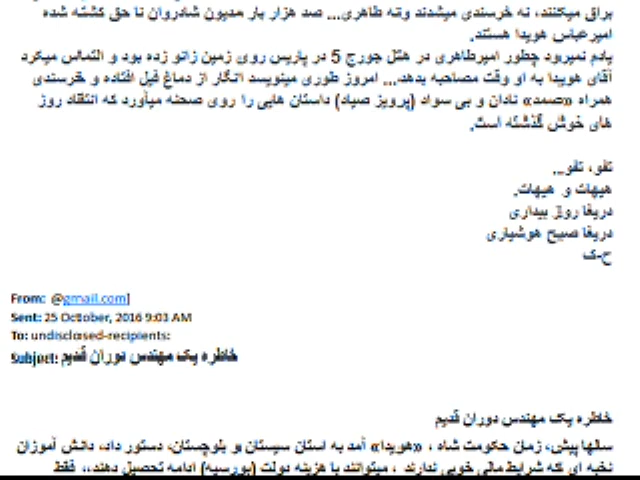 براق میکنند، نه خرسندی میشدند ونه طاهری... صد هزار بار مدیون شادروان نا حق کشته شده
امیرعباس هویدا هستند.
یادم نمیرود چطور امیرطاهری در هتل جورج 5 در پاریس روی زمین زانو زده بود و التماس میکرد
آقای هویدا به او وقت مصاحبه بدهد... امروز طوری مینویسد انگار از دماغ فیل افتاده و خرسندی
همراه «صمد» نادان و بی سواد (پرویز صیاد) داستان هایی را روی صحنه میآورد که انتقاد روز
های خوش گذشته است.
تفو، تفو...
هیهات و هیهات.
دریغا روز بیداری
دریغا صبح هوشیاری
ح-ک
From: @gmail.com]
Sent: 25 October, 2016 9:03 AM
To: undisclosed-recipients:
Subject: خاطره یک مهندس دوران قدیم
خاطره یک مهندس دوران قدیم
سالها پیش، زمان حکومت شاه ، «هویدا» آمد به استان سیستان و بلوچستان، دستور داد، دانش آموزان
نخبه ای که شرایط مالی خوبی ندارند ، میتوانند با هزینه دولت (بورسیه) ادامه تحصیل دهند،، فقط